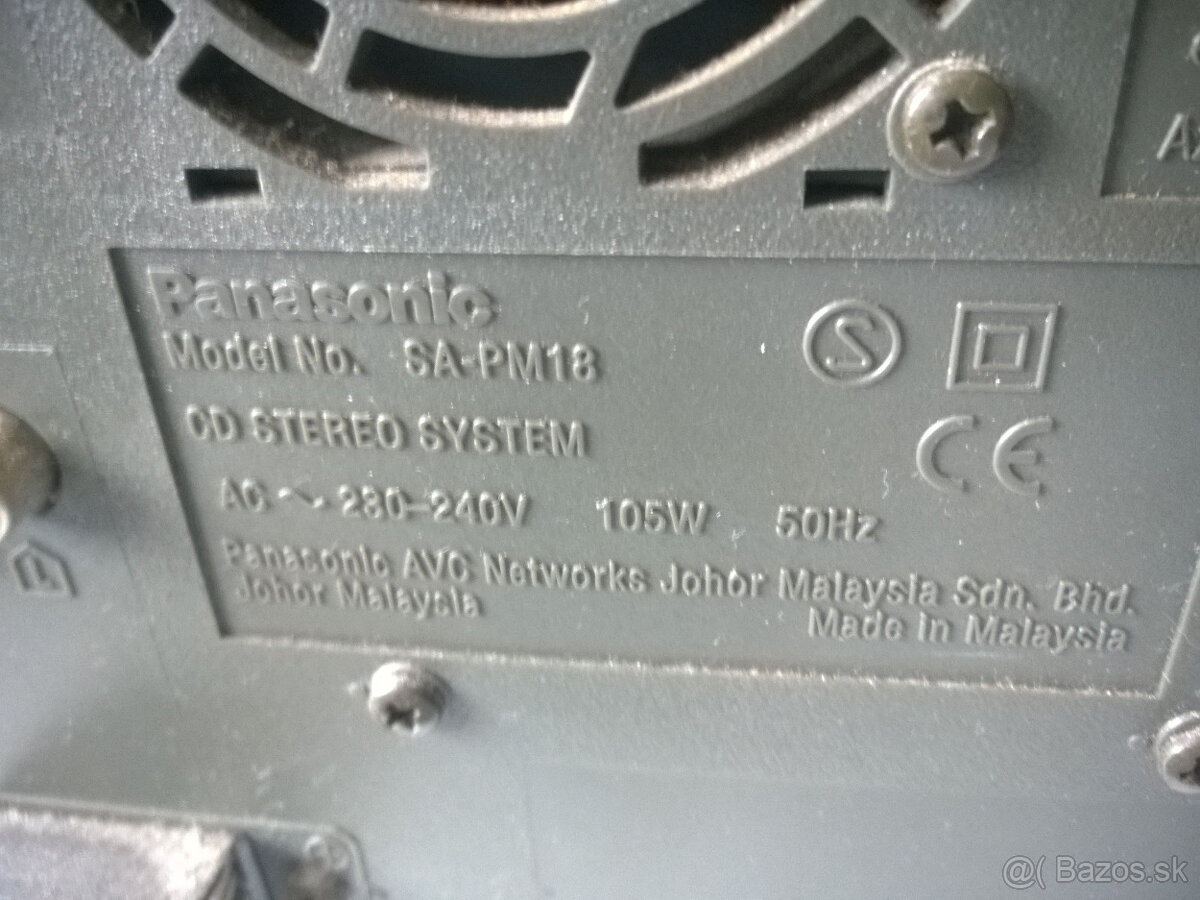 Panasonic
Model No. SA-PM18
CD STEREO SYSTEM
AC ~ 230-240V 105W 50Hz
Panasonic AVC Networks Johor Malaysia Sdn. Bhd.
Johor Malaysia
Made in Malaysia
CE
@( Bazos.sk